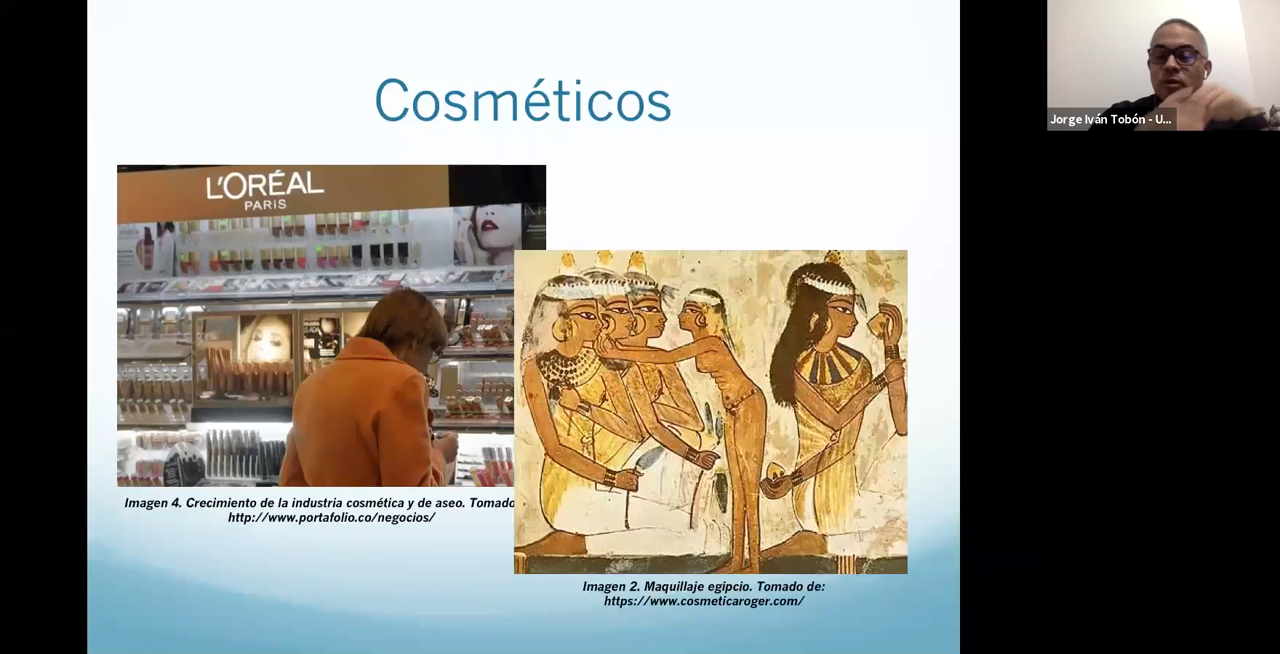 Cosméticos
L'ORÉAL
PARIS
Imagen 4. Crecimiento de la industria cosmética y de aseo. Tomado
http://www.portafolio.co/negocios/
Imagen 2. Maquillaje egipcio. Tomado de:
https://www.cosmeticaroger.com/
Jorge Iván Tobón - U...